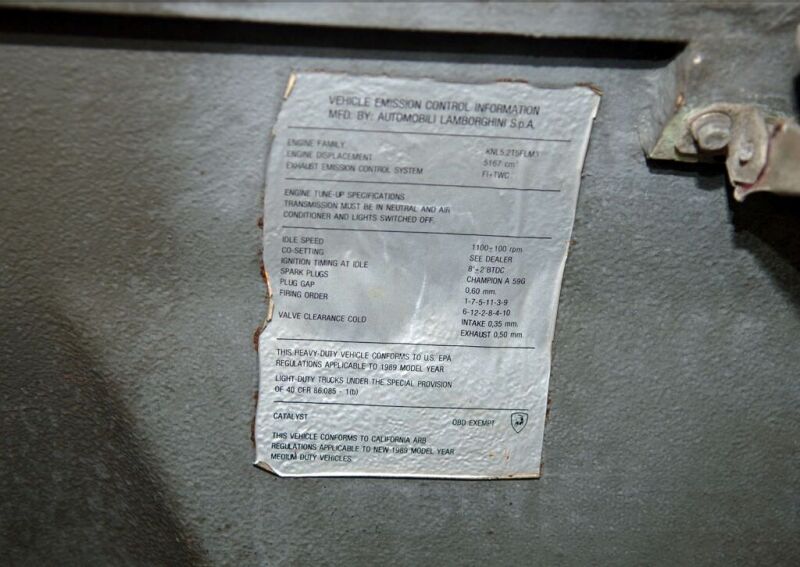 VEHICLE EMISSION CONTROL INFORMATION
MFD. BY: AUTOMOBILI LAMBORGHINI S.p.A.
ENGINE FAMILY KNL5.2T5FLM1
ENGINE DISPLACEMENT 5167 cm³
EXHAUST EMISSION CONTROL SYSTEM FI+TWC
ENGINE TUNE-UP SPECIFICATIONS
TRANSMISSION MUST BE IN NEUTRAL AND AIR
CONDITIONER AND LIGHTS SWITCHED OFF.
IDLE SPEED 1100±100 rpm
CO-SETTING SEE DEALER
IGNITION TIMING AT IDLE 8°±2°BTDC
SPARK PLUGS CHAMPION A 59G
PLUG GAP 0,60 mm.
FIRING ORDER 1-7-5-11-3-9
6-12-2-8-4-10
VALVE CLEARANCE COLD INTAKE 0,35 mm.
EXHAUST 0,50 mm.
THIS HEAVY-DUTY VEHICLE CONFORMS TO U.S. EPA
REGULATIONS APPLICABLE TO 1989 MODEL YEAR
LIGHT-DUTY TRUCKS UNDER THE SPECIAL PROVISION
OF 40 CFR 86.085 - 1(b)
CATALYST OBD EXEMPT
THIS VEHICLE CONFORMS TO CALIFORNIA ARB
REGULATIONS APPLICABLE TO NEW 1989 MODEL YEAR
MEDIUM DUTY VEHICLES.